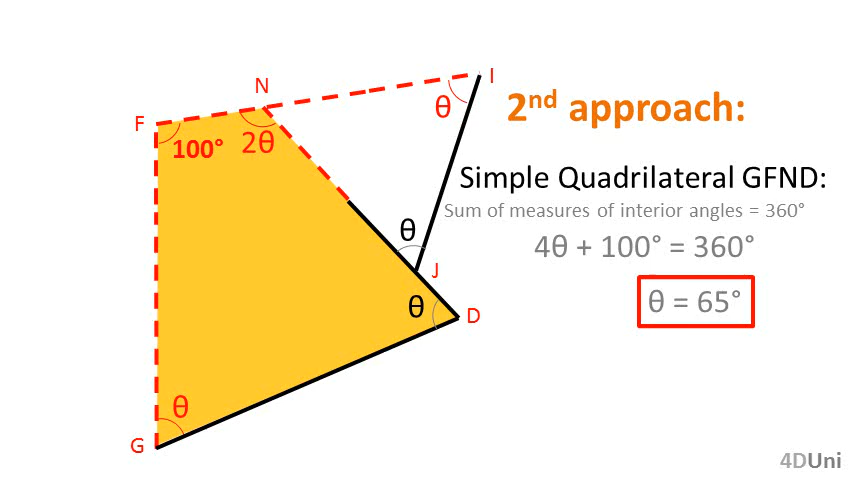 I
N
θ
2nd approach:
F
100°
2θ
Simple Quadrilateral GFND:
Sum of measures of interior angles = 360°
θ
4θ + 100° = 360°
J
θ = 65°
θ
D
θ
G
4DUni